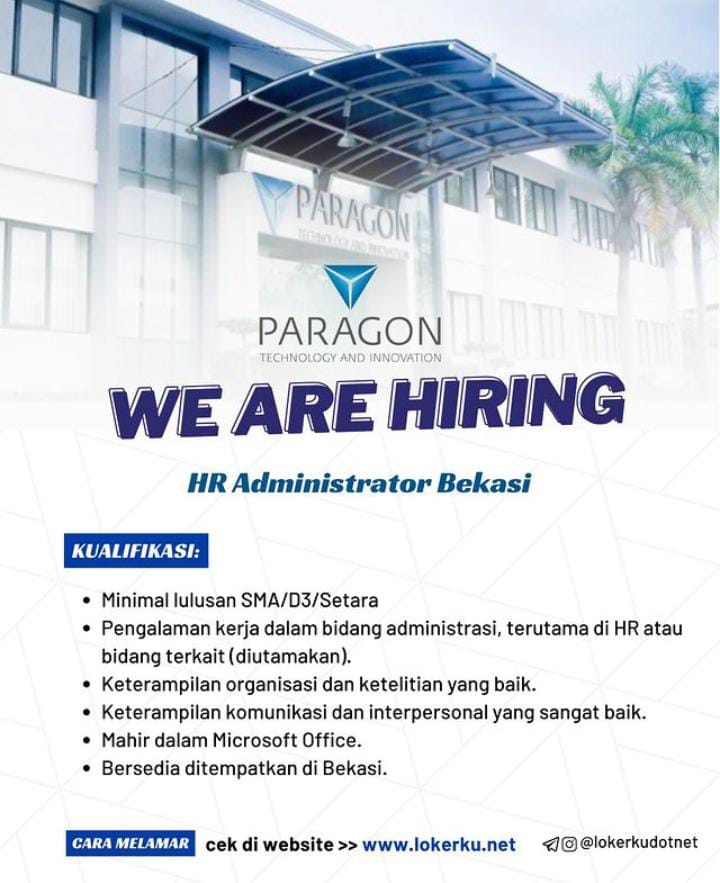 PARAGON
TECHNOLOGY AND INNOVATION
PARAGON
TECHNOLOGY AND INNOVATION
WE ARE HIRING
HR Administrator Bekasi
KUALIFIKASI:
• Minimal lulusan SMA/D3/Setara
• Pengalaman kerja dalam bidang administrasi, terutama di HR atau
bidang terkait (diutamakan).
• Keterampilan organisasi dan ketelitian yang baik.
• Keterampilan komunikasi dan interpersonal yang sangat baik.
• Mahir dalam Microsoft Office.
• Bersedia ditempatkan di Bekasi.
CARA MELAMAR cek di website >> www.lokerku.net @lokerkudotnet